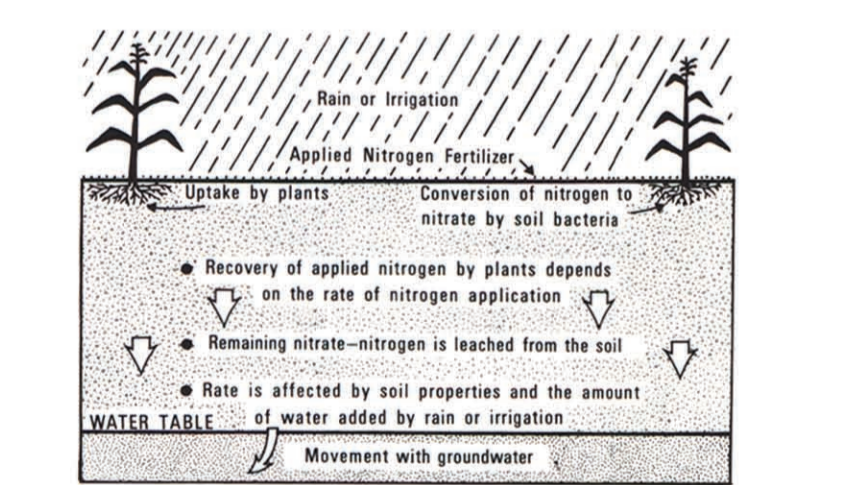 Rain or Irrigation
Applied Nitrogen Fertilizer
Uptake by plants
Conversion of nitrogen to
nitrate by soil bacteria
● Recovery of applied nitrogen by plants depends
on the rate of nitrogen application
● Remaining nitrate–nitrogen is leached from the soil
● Rate is affected by soil properties and the amount
of water added by rain or irrigation
WATER TABLE
Movement with groundwater